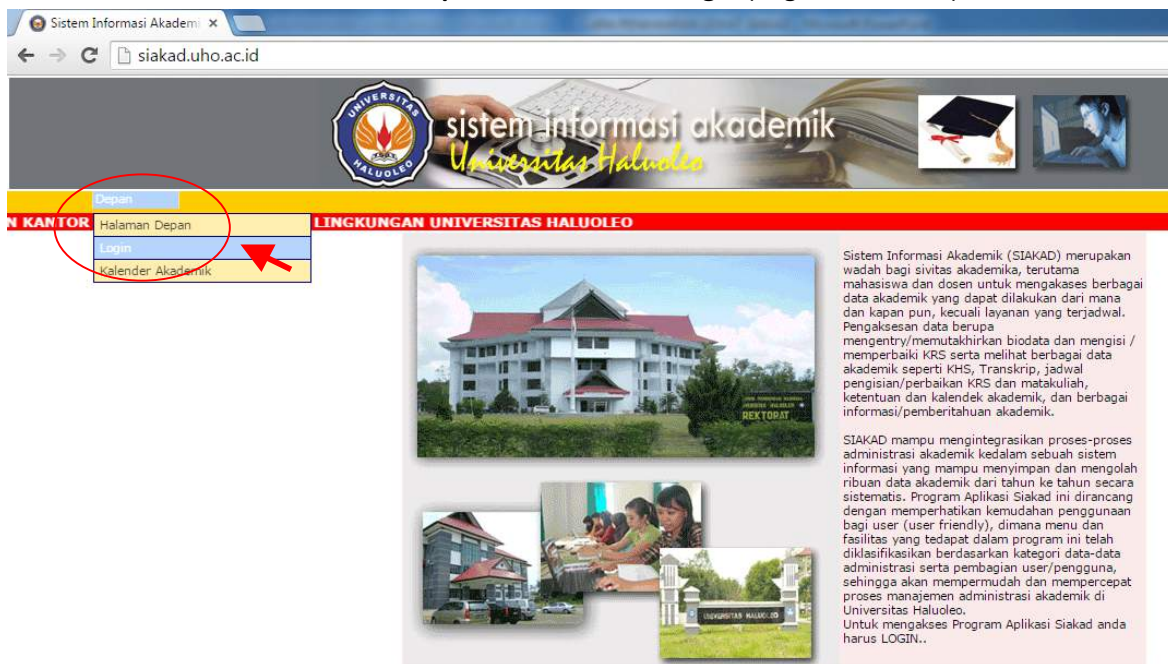 Sistem Informasi Akademi
siakad.uho.ac.id
UNIVERSITAS
HALUOLEO
sistem informasi akademik
Universitas Haluoleo
Depan
N KANTOR
LINGKUNGAN UNIVERSITAS HALUOLEO
Halaman Depan
Login
Kalender Akademik
REKTORAT
UNIVERSITAS HALUOLEO
Sistem Informasi Akademik (SIAKAD) merupakan
wadah bagi sivitas akademika, terutama
mahasiswa dan dosen untuk mengakases berbagai
data akademik yang dapat dilakukan dari mana
dan kapan pun, kecuali layanan yang terjadwal.
Pengaksesan data berupa
mengentry/memutakhirkan biodata dan mengisi /
memperbaiki KRS serta melihat berbagai data
akademik seperti KHS, Transkrip, jadwal
pengisian/perbaikan KRS dan matakuliah,
ketentuan dan kalendek akademik, dan berbagai
informasi/pemberitahuan akademik.
SIAKAD mampu mengintegrasikan proses-proses
administrasi akademik kedalam sebuah sistem
informasi yang mampu menyimpan dan mengolah
ribuan data akademik dari tahun ke tahun secara
sistematis. Program Aplikasi Siakad ini dirancang
dengan memperhatikan kemudahan penggunaan
bagi user (user friendly), dimana menu dan
fasilitas yang tedapat dalam program ini telah
diklasifikasikan berdasarkan kategori data-data
administrasi serta pembagian user/pengguna,
sehingga akan mempermudah dan mempercepat
proses manajemen administrasi akademik di
Universitas Haluoleo.
Untuk mengakses Program Aplikasi Siakad anda
harus LOGIN..